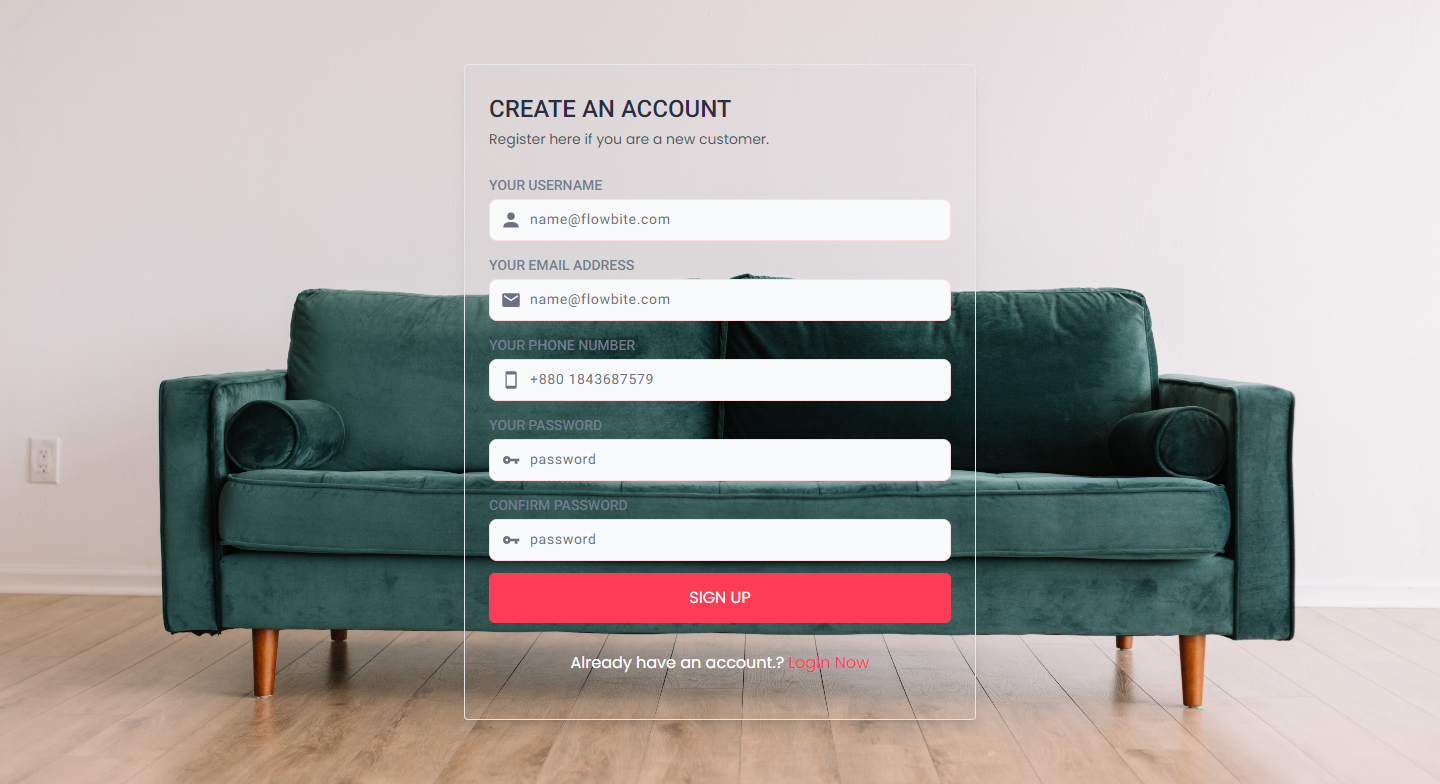 CREATE AN ACCOUNT
Register here if you are a new customer.
YOUR USERNAME
name@flowbite.com
YOUR EMAIL ADDRESS
name@flowbite.com
YOUR PHONE NUMBER
+880 1843687579
YOUR PASSWORD
password
CONFIRM PASSWORD
password
SIGN UP
Already have an account.? LogIn Now